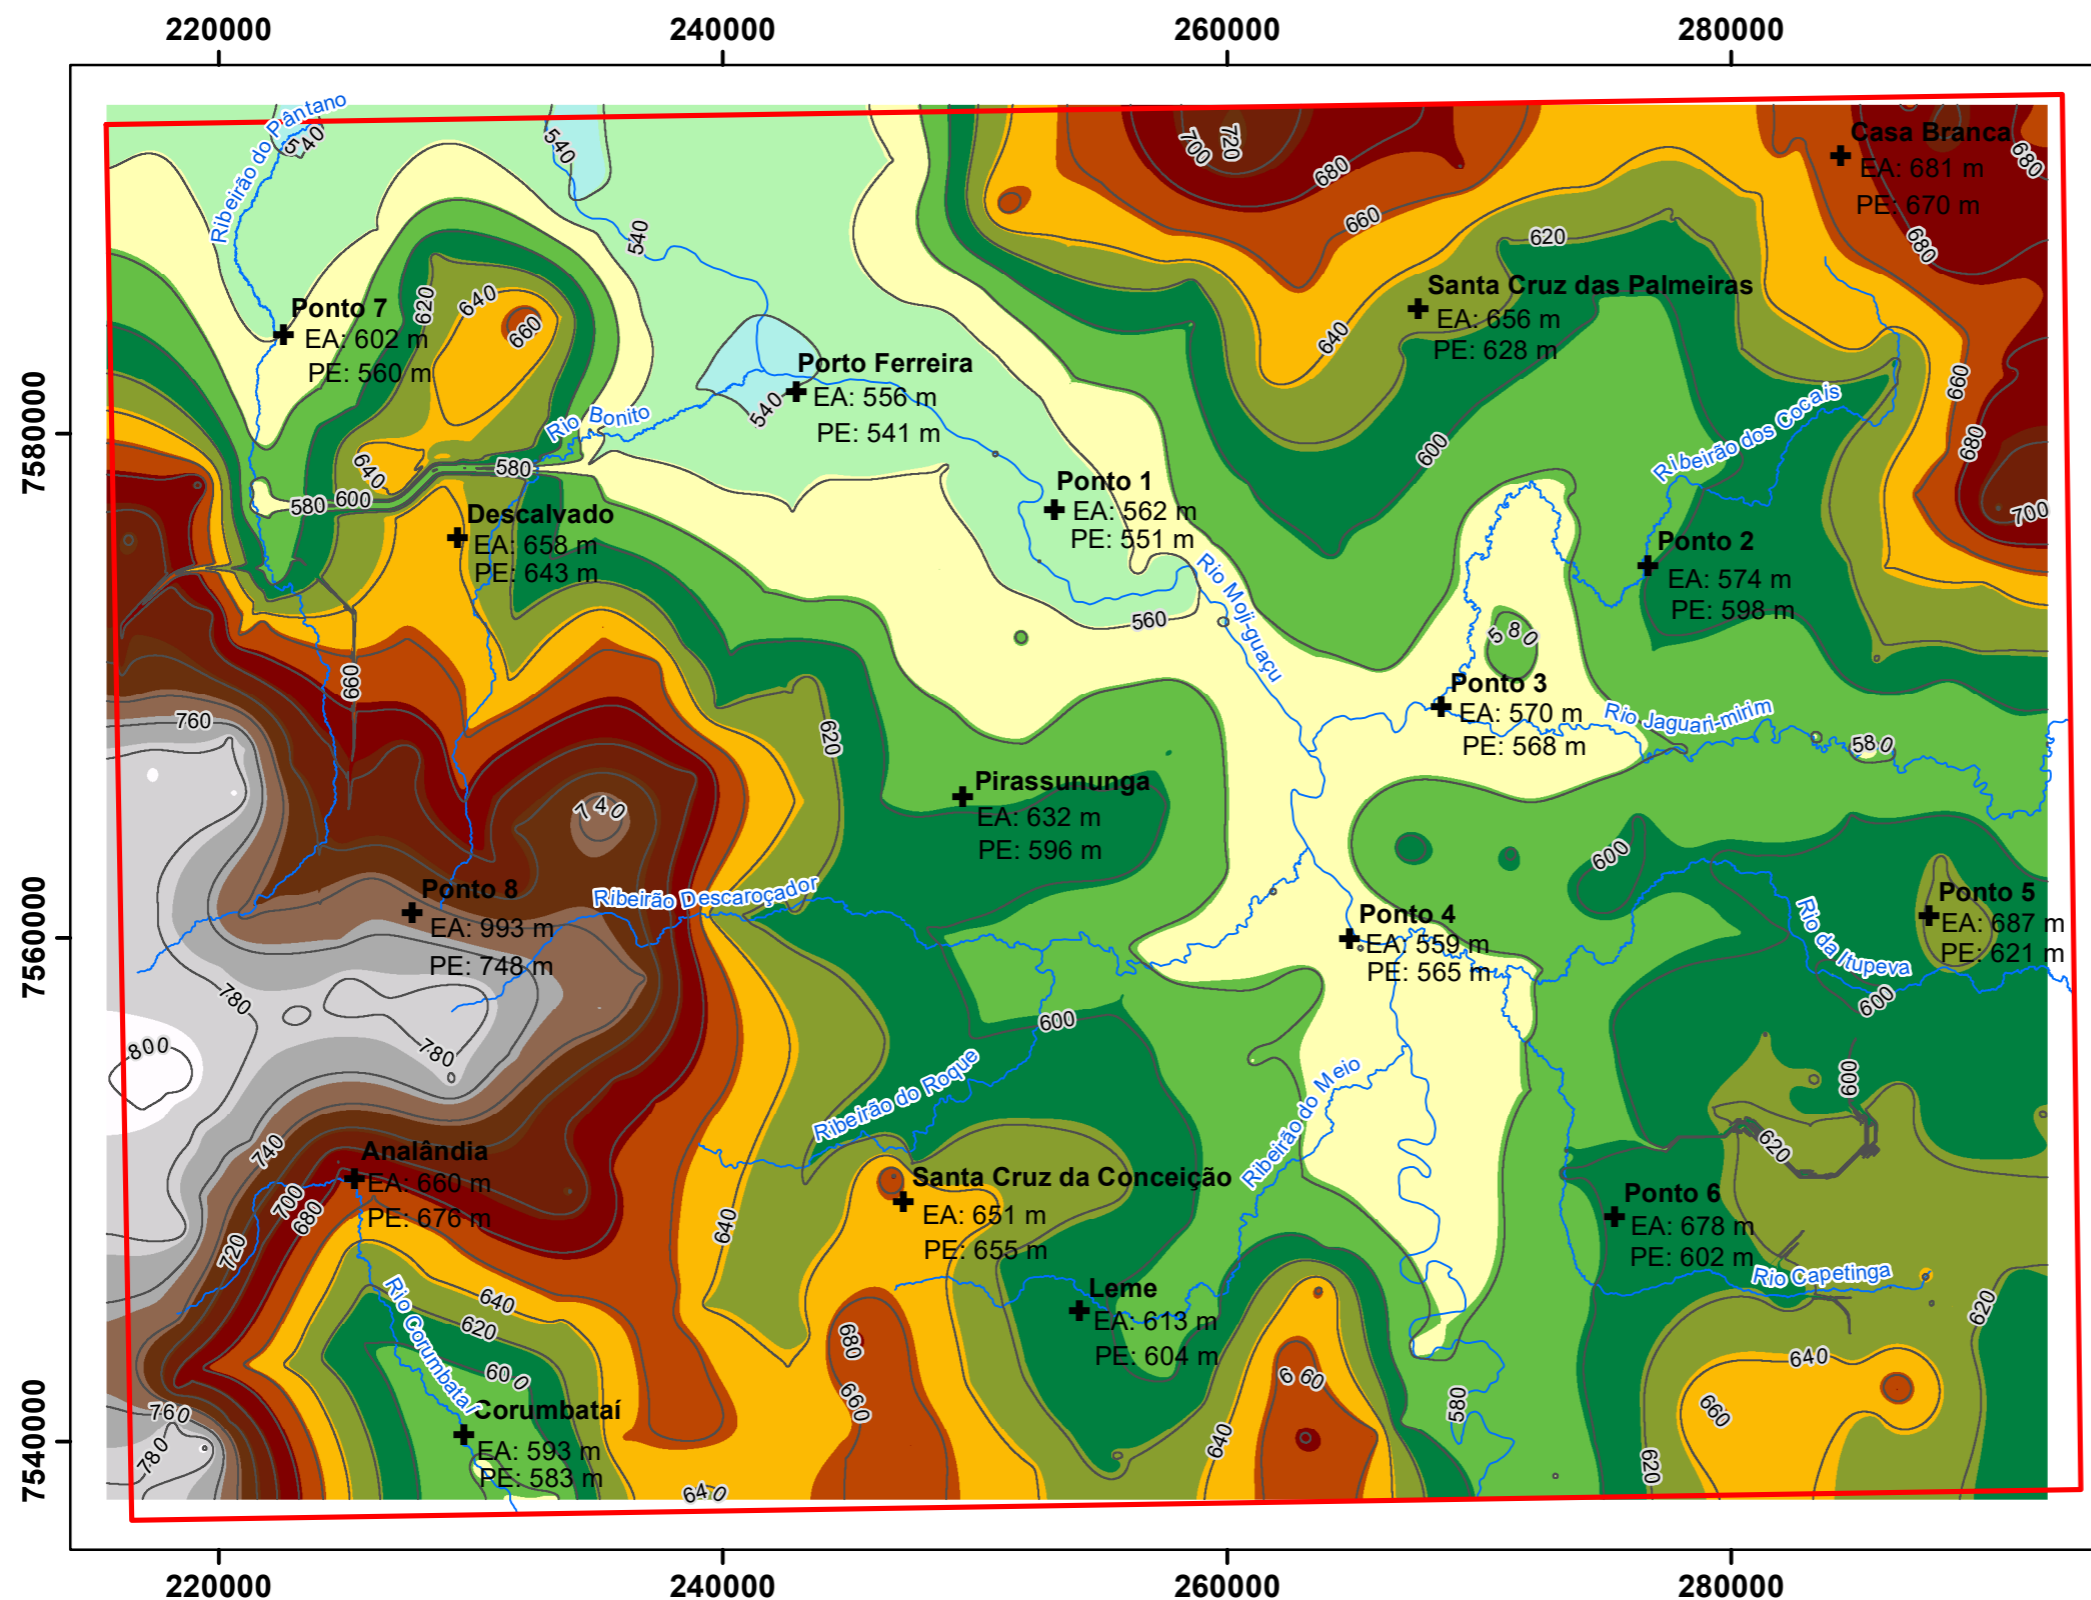 220000
240000
260000
280000
7580000
7560000
7540000
Ribeirão do Pântano
540
540
540
700
720
680
660
Casa Branca
EA: 681 m
PE: 670 m
680
680
620
Santa Cruz das Palmeiras
EA: 656 m
PE: 628 m
640
Ponto 7
EA: 602 m
PE: 560 m
620
640
660
Porto Ferreira
EA: 556 m
PE: 541 m
540
Rio Bonito
660
680
700
600
Ribeirão dos Cocais
640
580
580
600
Descalvado
EA: 658 m
PE: 643 m
Ponto 1
EA: 562 m
PE: 551 m
Rio Moji-guaçu
560
Ponto 2
EA: 574 m
PE: 598 m
580
Ponto 3
EA: 570 m
PE: 568 m
Rio Jaguari-mirim
580
660
760
620
740
Pirassununga
EA: 632 m
PE: 596 m
600
Ponto 8
EA: 993 m
PE: 748 m
Ribeirão Descaroçador
Ponto 4
EA: 559 m
PE: 565 m
Ponto 5
EA: 687 m
PE: 621 m
Rio da Itupeva
600
780
780
800
600
600
620
Ribeirão do Roque
Ribeirão do Meio
740
Analândia
EA: 660 m
PE: 676 m
700
680
720
640
Santa Cruz da Conceição
EA: 651 m
PE: 655 m
Ponto 6
EA: 678 m
PE: 602 m
Rio Capetinga
620
Leme
EA: 613 m
PE: 604 m
Rio Corumbataí
640
620
600
Corumbataí
EA: 593 m
PE: 583 m
680
660
660
640
580
640
660
620
760
780
640
220000
240000
260000
280000